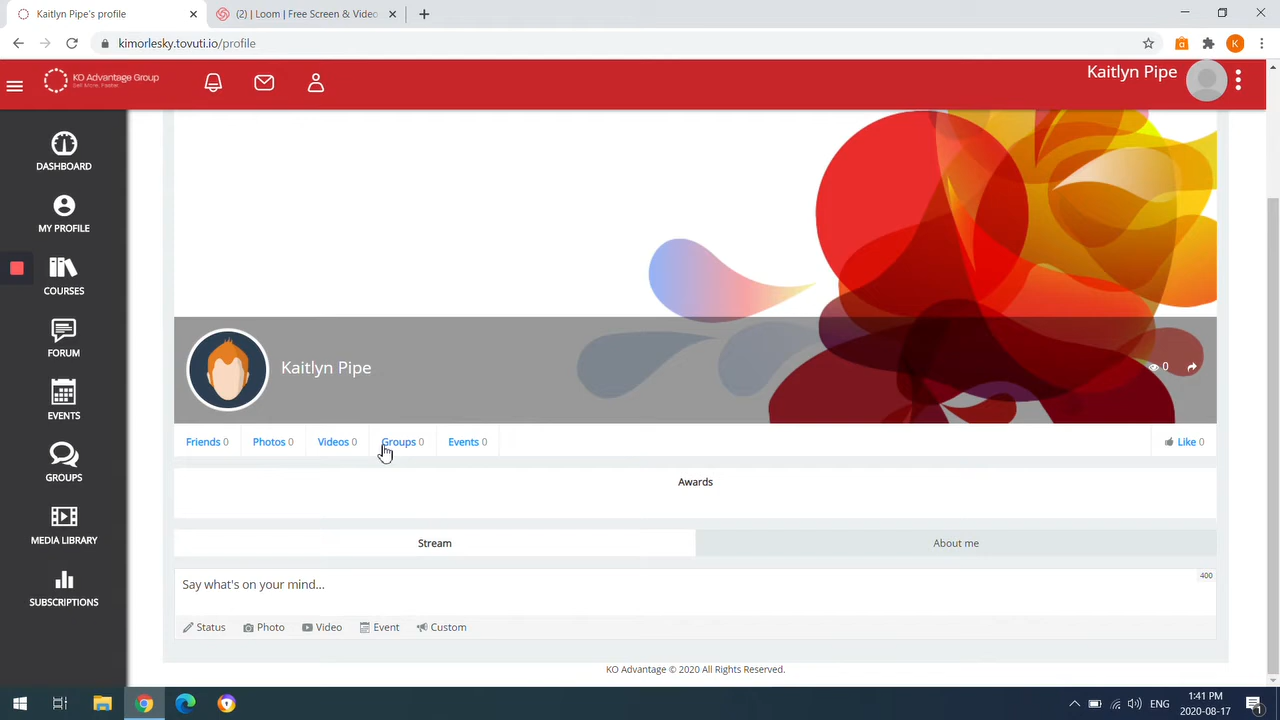 Kaitlyn Pipe's profile
(2) | Loom | Free Screen & Video
kimorlesky.tovuti.io/profile
K
KO Advantage Group
Sell More, Faster.
Kaitlyn Pipe
DASHBOARD
MY PROFILE
COURSES
FORUM
EVENTS
GROUPS
MEDIA LIBRARY
SUBSCRIPTIONS
Kaitlyn Pipe
0
Friends 0
Photos 0
Videos 0
Groups 0
Events 0
Like 0
Awards
Stream
About me
Say what's on your mind...
400
Status
Photo
Video
Event
Custom
KO Advantage © 2020 All Rights Reserved.
ENG
1:41 PM
2020-08-17
1